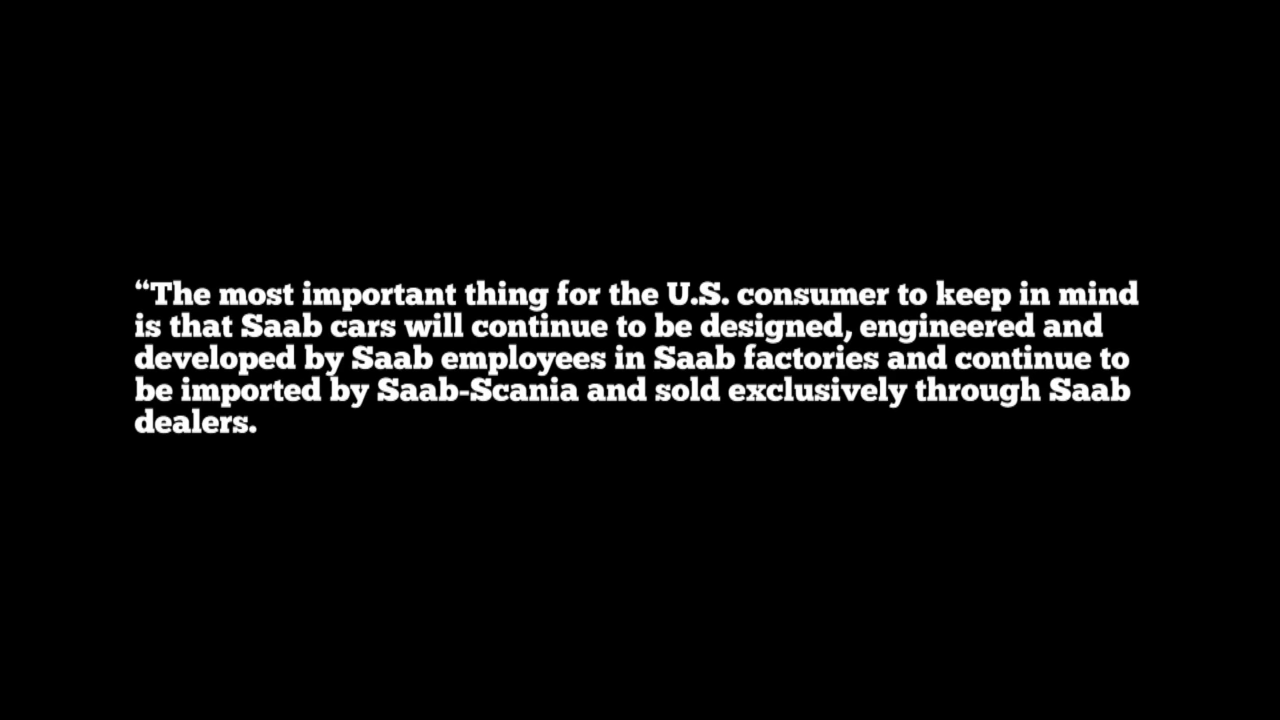 “The most important thing for the U.S. consumer to keep in mind
is that Saab cars will continue to be designed, engineered and
developed by Saab employees in Saab factories and continue to
be imported by Saab-Scania and sold exclusively through Saab
dealers.